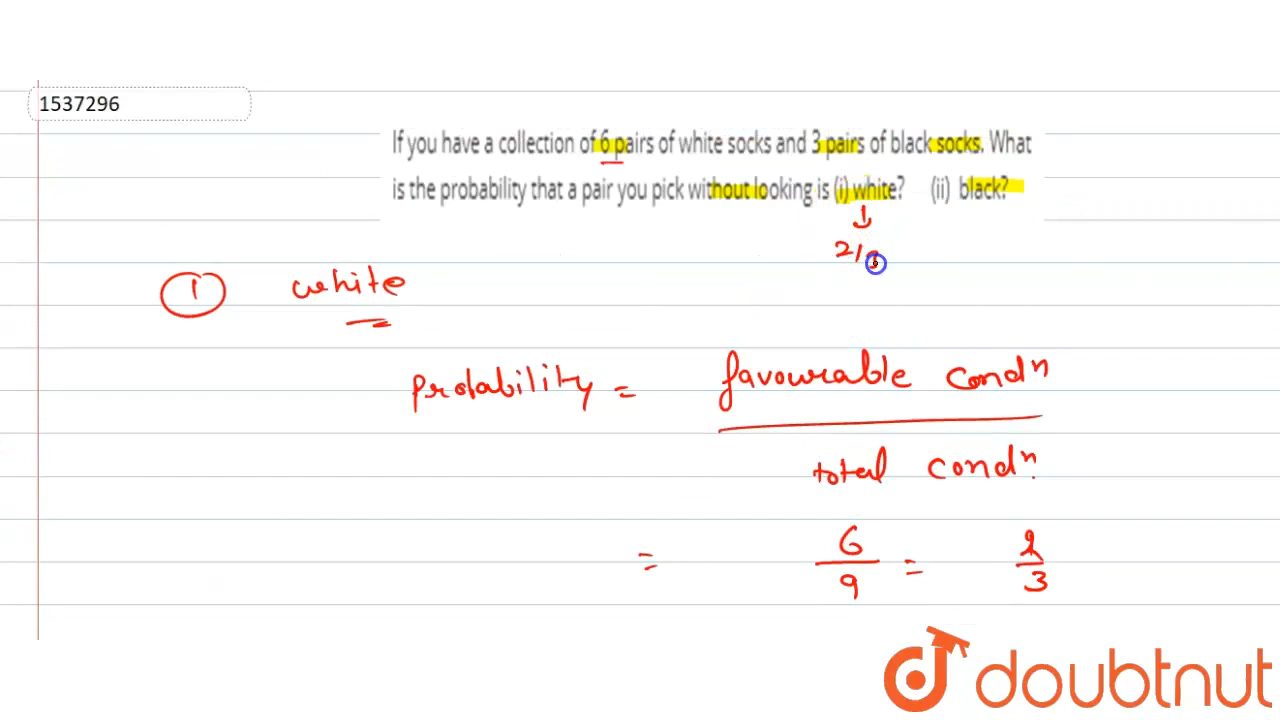 1537296
If you have a collection of 6 pairs of white socks and 3 pairs of black socks. What
is the probability that a pair you pick without looking is (i) white? (ii) black?
2/3
1 white
Probability = favourable condn
total condn
= 6/9 = 2/3
doubtnut